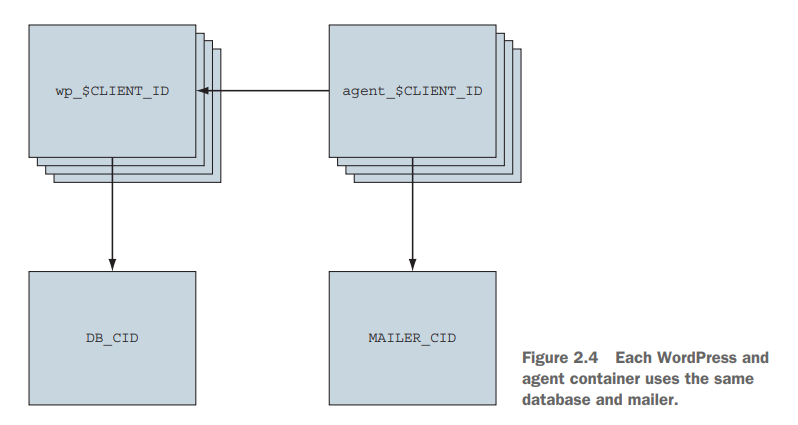 wp_$CLIENT_ID
agent_$CLIENT_ID
DB_CID
MAILER_CID
Figure 2.4 Each WordPress and
agent container uses the same
database and mailer.